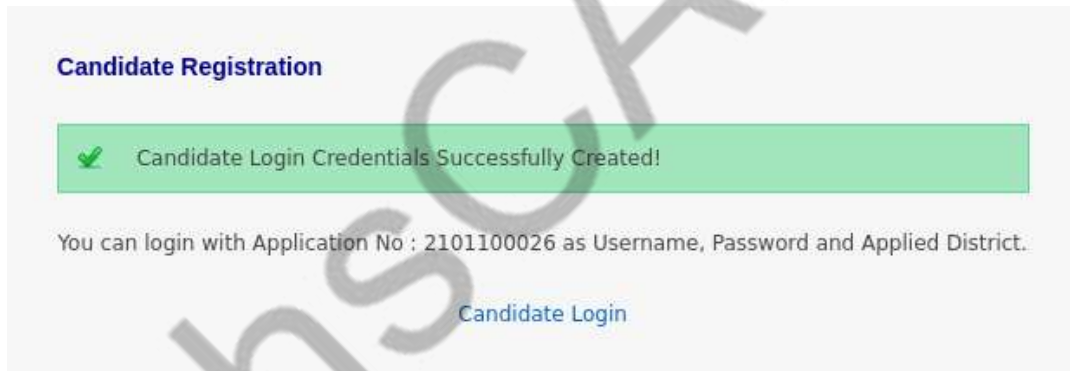 Candidate Registration
Candidate Login Credentials Successfully Created!
You can login with Application No : 2101100026 as Username, Password and Applied District.
Candidate Login
hsCA